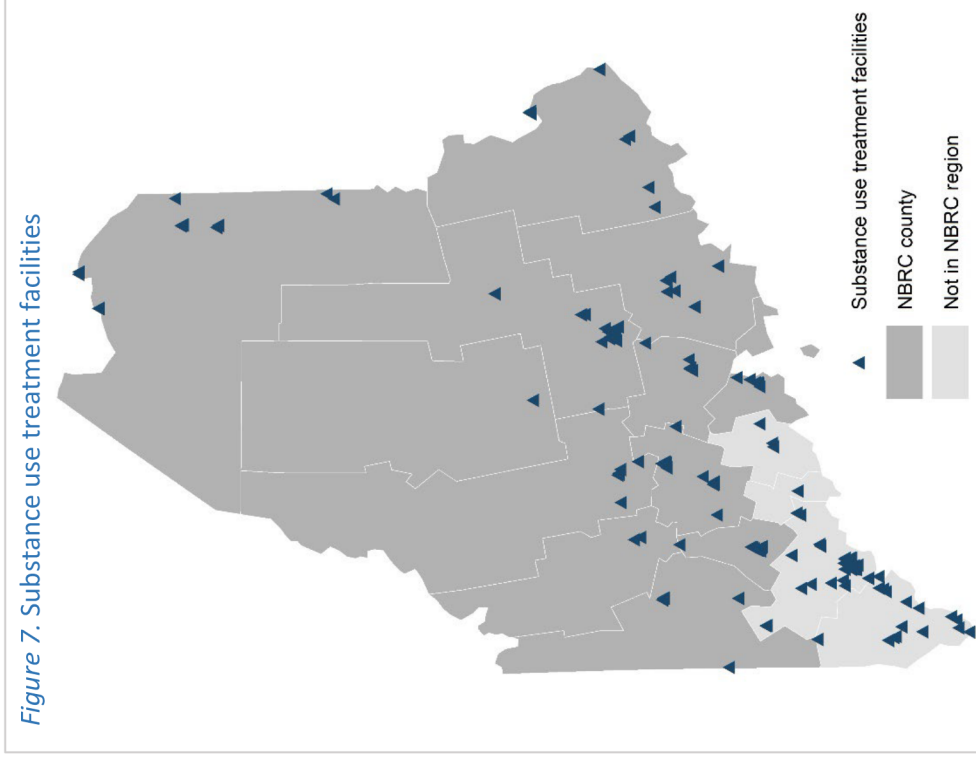 Figure 7. Substance use treatment facilities
Substance use treatment facilities
NBRC county
Not in NBRC region